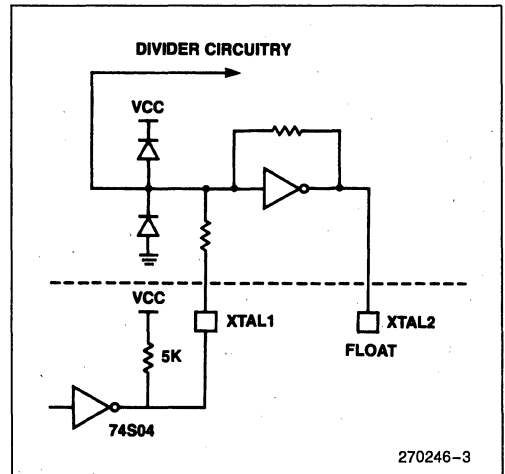 DIVIDER CIRCUITRY
VCC
VCC
XTAL1
XTAL2
5K
FLOAT
74S04
270246-3